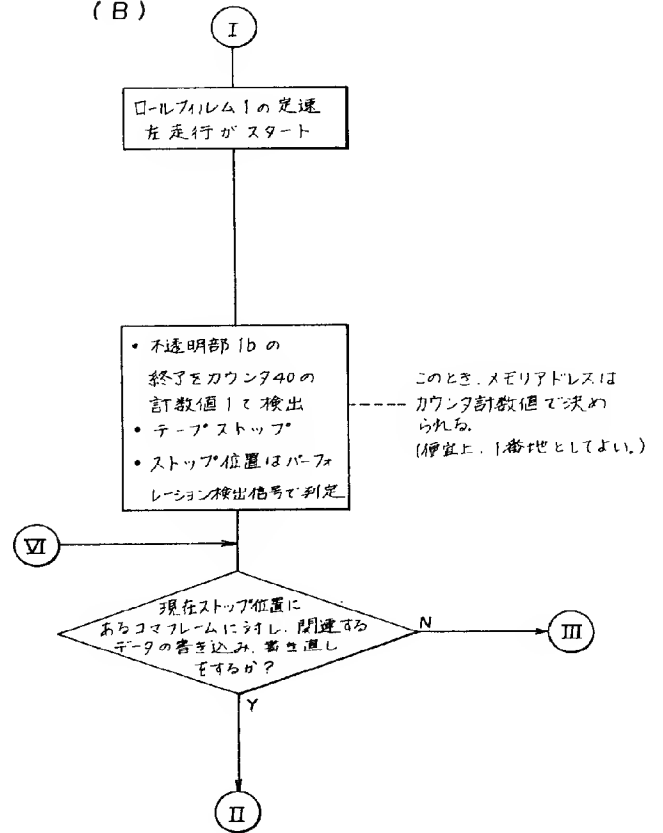 (B)
I
ロールフィルム1の定速
左走行がスタート
• 不透明部1bの
終了をカウンタ40の
計数値1で検出
• テープストップ
• ストップ位置はパーフォ
レーション検出信号で判定
このとき、メモリアドレスは
カウンタ計数値で決め
られる。
(便宜上、1番地としてよい。)
VI
現在ストップ位置に
あるコマフレームに対し、関連する
データの書き込み、書き直し
をするか?
N
III
Y
II